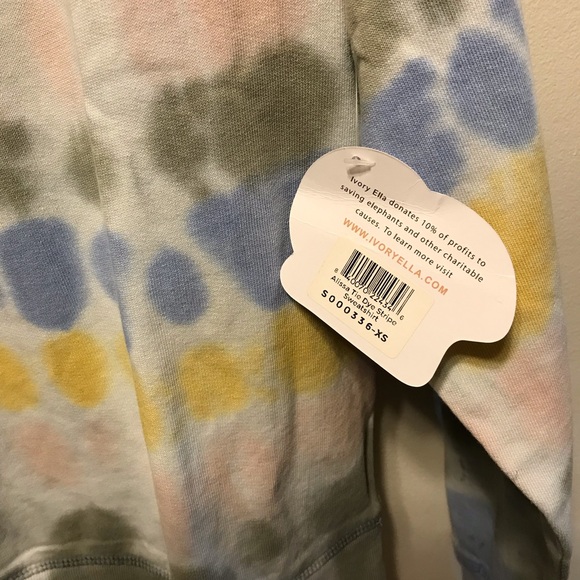 Ivory Ella donates 10% of profits to
saving elephants and other charitable
causes. To learn more visit
WWW.IVORYELLA.COM
Alissa Tie Dye Stripe
Sweatshirt
S000336-XS